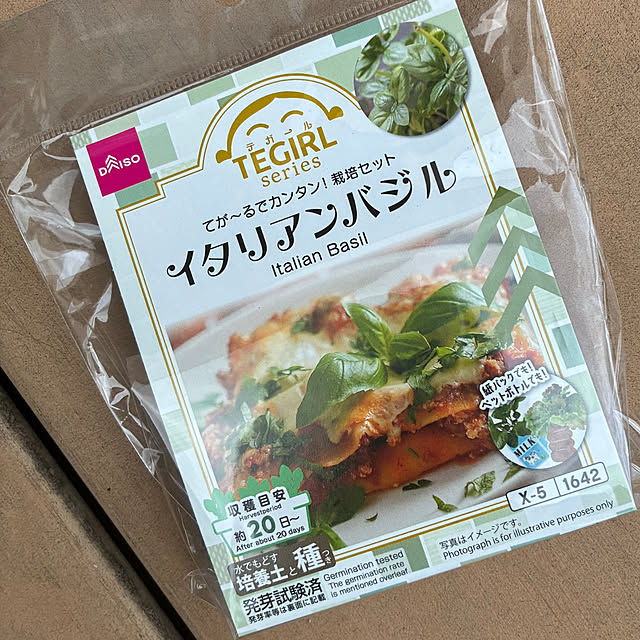 DAISO
テガール
TEGIRL
series
てが～るでカンタン！栽培セット
イタリアンバジル
Italian Basil
紙パックでも！
ペットボトルでも！
MILK
収穫目安
Harvest period
約20日～
After about 20 days
水でもどす
培養土と種つき
発芽試験済
発芽率等は裏面に記載
Germination tested
The germination rate
is mentioned overleaf
X-5 1642
写真はイメージです。
Photograph is for illustrative purposes only